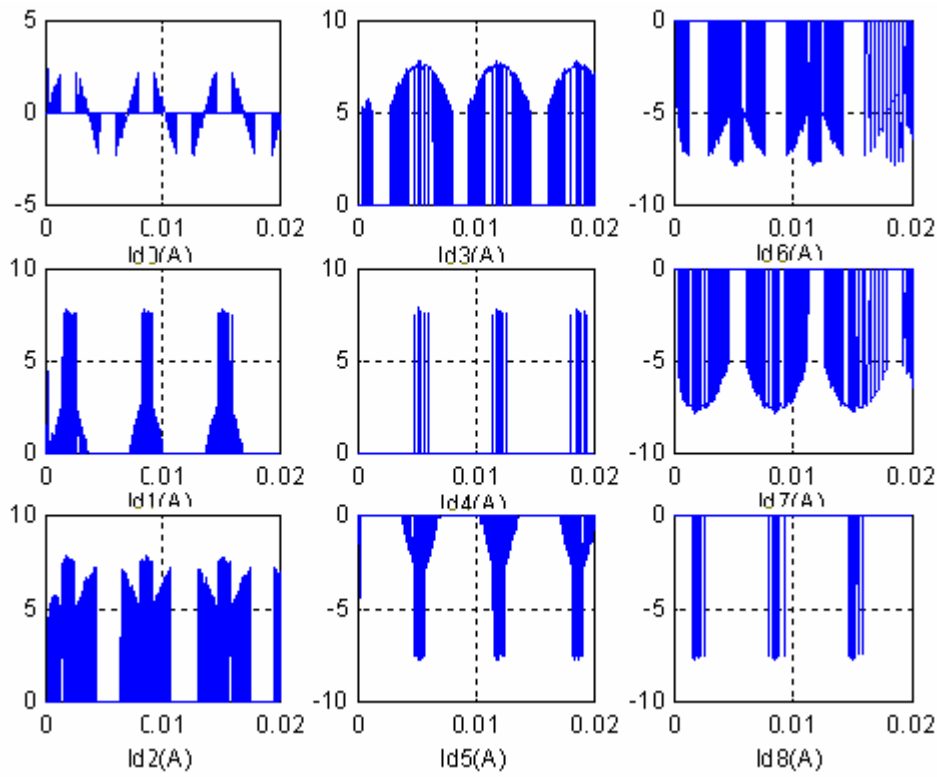 5 10 0
0 5 -5
-5 0 -10
0 0.01 0.02 0 0.01 0.02 0 0.01 0.02
Id0(A) Id3(A) Id6(A)
10 10 0
5 5 -5
0 0 -10
0 0.01 0.02 0 0.01 0.02 0 0.01 0.02
Id1(A) Id4(A) Id7(A)
10 0 0
5 -5 -5
0 -10 -10
0 0.01 0.02 0 0.01 0.02 0 0.01 0.02
Id2(A) Id5(A) Id8(A)